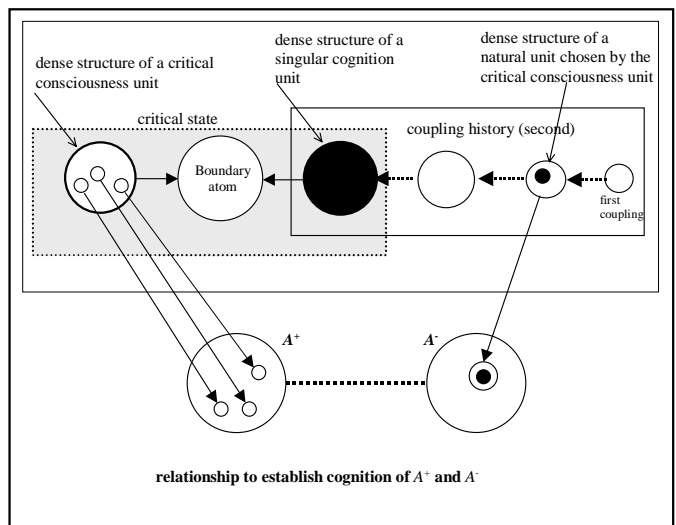 dense structure of a critical
consciousness unit
dense structure of a
singular cognition
unit
dense structure of a
natural unit chosen by the
critical consciousness unit
critical state
coupling history (second)
Boundary
atom
first
coupling
A+
A-
relationship to establish cognition of A+ and A-